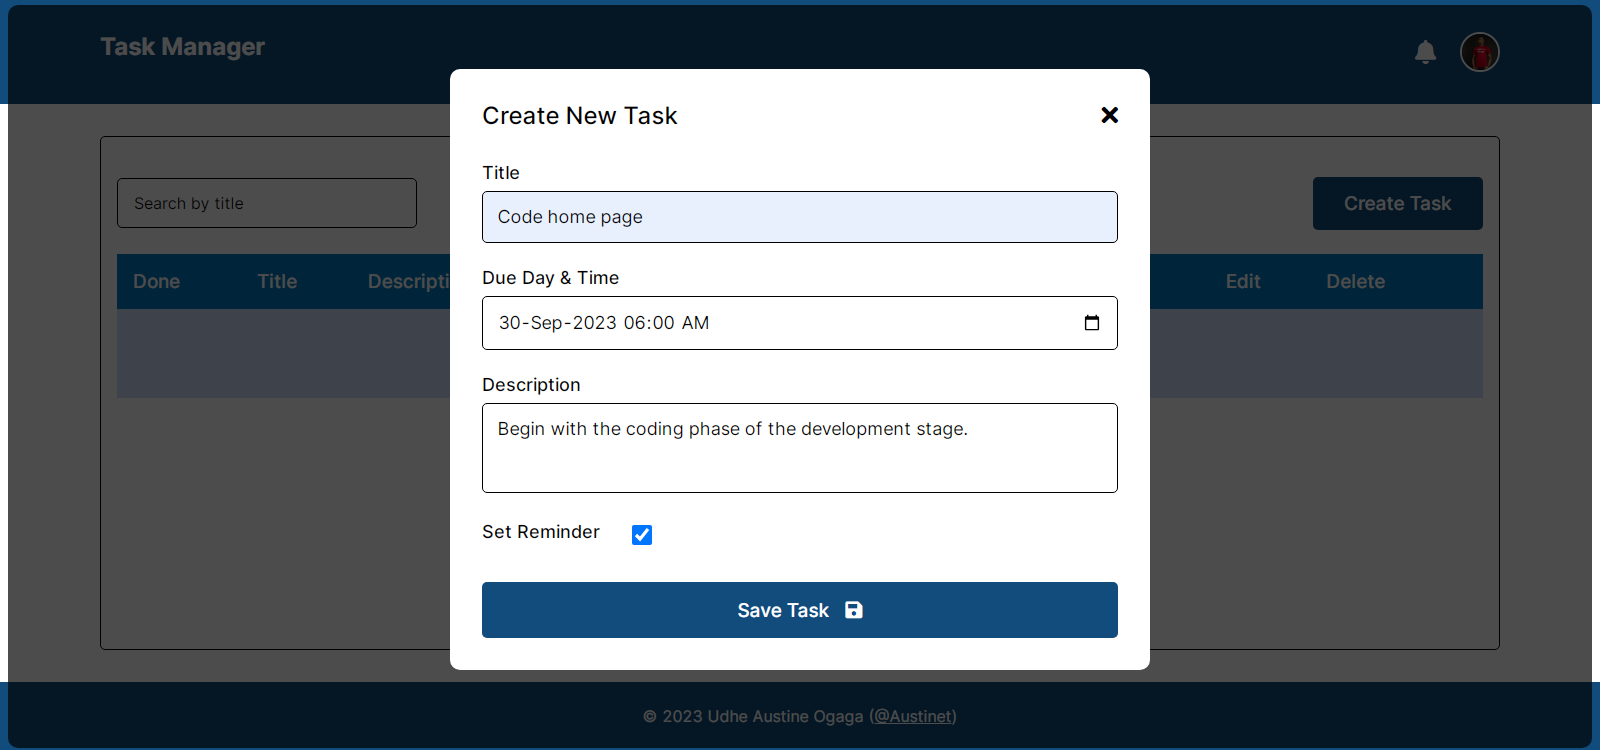 Task Manager
Create New Task
Title
Code home page
Due Day & Time
30-Sep-2023 06:00 AM
Description
Begin with the coding phase of the development stage.
Set Reminder
Save Task
Search by title
Create Task
Done Title Descripti Edit Delete
© 2023 Udhe Austine Ogaga (@Austinet)